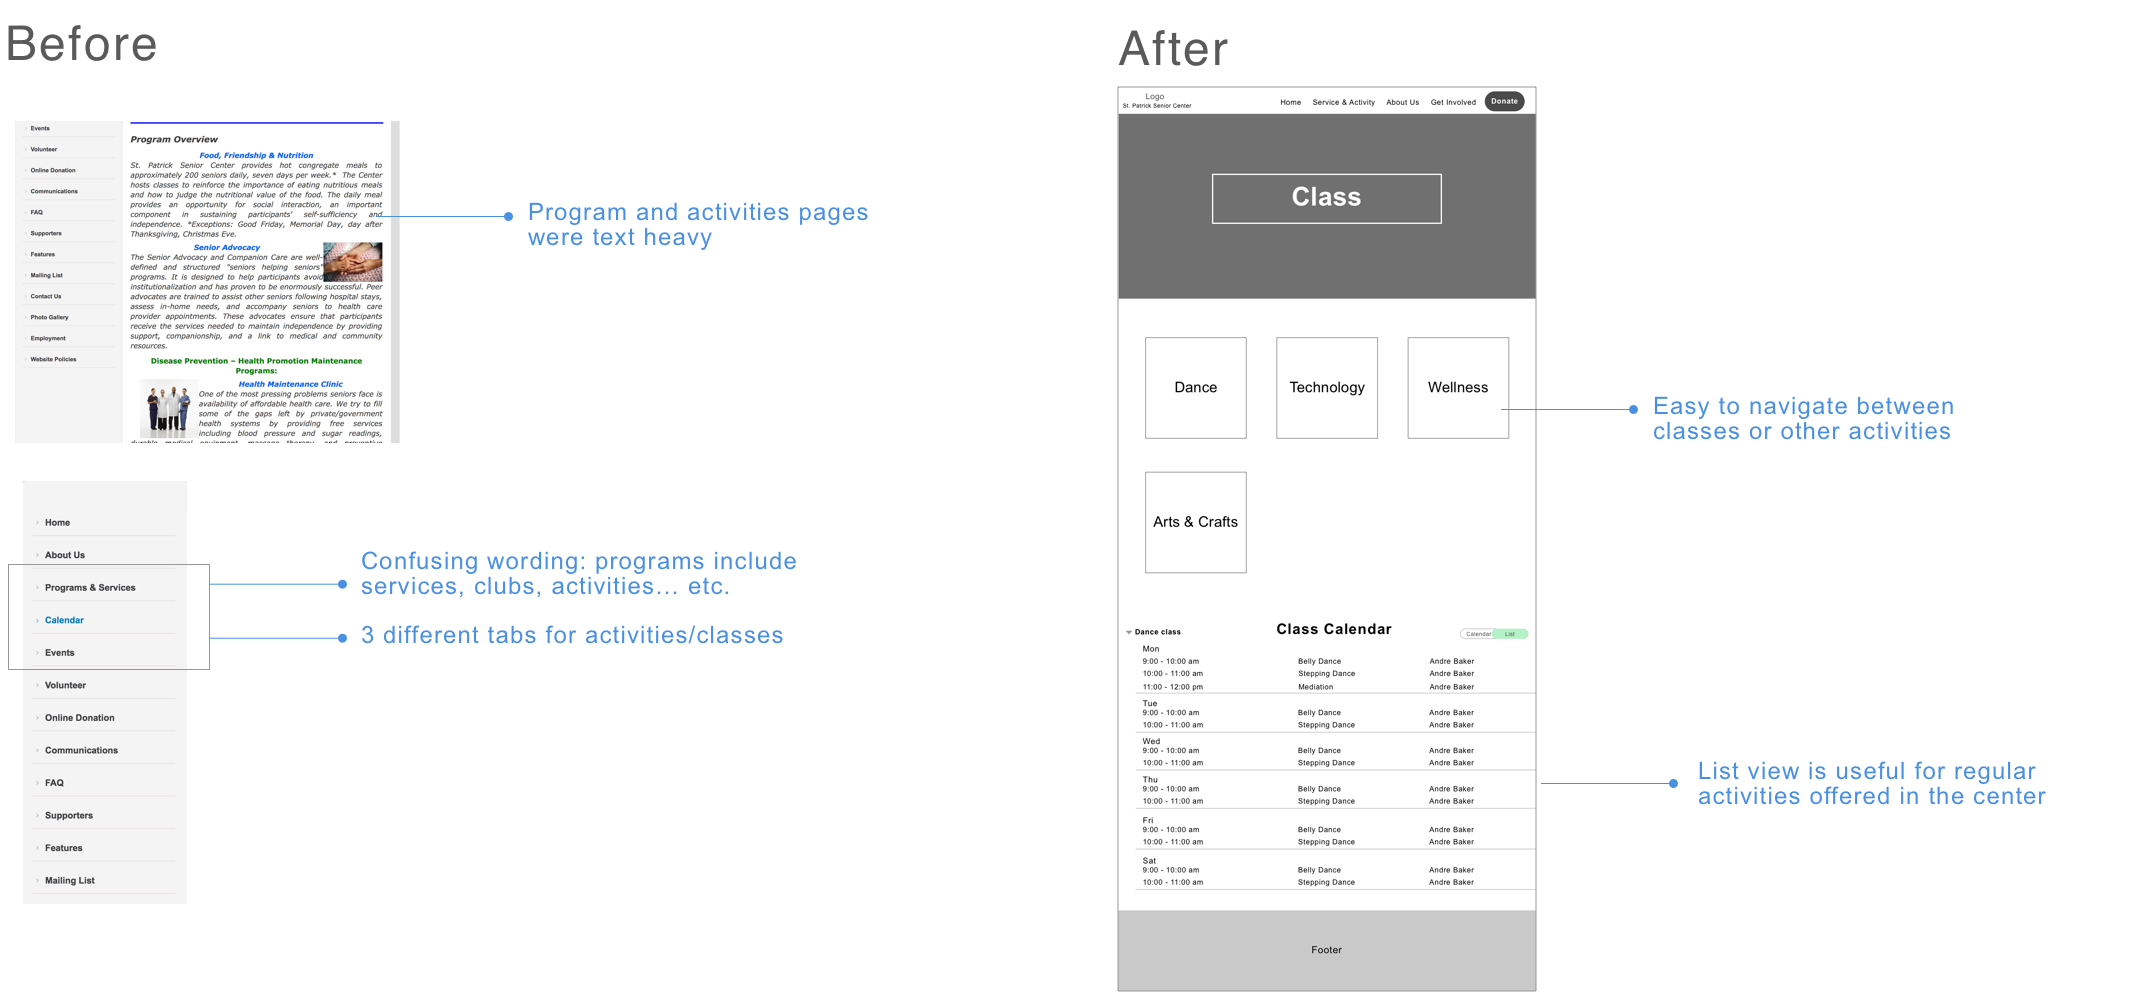 Before
Events
Volunteer
Online Donation
Communications
FAQ
Supporters
Features
Mailing List
Contact Us
Photo Gallery
Employment
Website Policies
Program Overview
Food, Friendship & Nutrition
St. Patrick Senior Center provides hot congregate meals to
approximately 200 seniors daily, seven days per week.* The Center
hosts classes to reinforce the importance of eating nutritious meals
and how to judge the nutritional value of the food. The daily meal
provides an opportunity for social interaction, an important
component in sustaining participants' self-sufficiency and
independence. *Exceptions: Good Friday, Memorial Day, day after
Thanksgiving, Christmas Eve.
Senior Advocacy
The Senior Advocacy and Companion Care are well-
defined and structured "seniors helping seniors"
programs. It is designed to help participants avoid
institutionalization and has proven to be enormously successful. Peer
advocates are trained to assist other seniors following hospital stays,
assess in-home needs, and accompany seniors to health care
provider appointments. These advocates ensure that participants
receive the services needed to maintain independence by providing
support, companionship, and a link to medical and community
resources.
Disease Prevention – Health Promotion Maintenance
Programs:
Health Maintenance Clinic
One of the most pressing problems seniors face is
availability of affordable health care. We try to fill
some of the gaps left by private/government
health systems by providing free services
including blood pressure and sugar readings,
durable medical equipment, massage therapy, and preventive
Program and activities pages
were text heavy
Home
About Us
Programs & Services
Calendar
Events
Volunteer
Online Donation
Communications
FAQ
Supporters
Features
Mailing List
Confusing wording: programs include
services, clubs, activities... etc.
3 different tabs for activities/classes
After
Logo
St. Patrick Senior Center
Home Service & Activity About Us Get Involved Donate
Class
Dance Technology Wellness
Arts & Crafts
Easy to navigate between
classes or other activities
Dance class Class Calendar Calendar List
Mon
9:00 - 10:00 am Belly Dance Andre Baker
10:00 - 11:00 am Stepping Dance Andre Baker
11:00 - 12:00 pm Mediation Andre Baker
Tue
9:00 - 10:00 am Belly Dance Andre Baker
10:00 - 11:00 am Stepping Dance Andre Baker
Wed
9:00 - 10:00 am Belly Dance Andre Baker
10:00 - 11:00 am Stepping Dance Andre Baker
Thu
9:00 - 10:00 am Belly Dance Andre Baker
10:00 - 11:00 am Stepping Dance Andre Baker
Fri
9:00 - 10:00 am Belly Dance Andre Baker
10:00 - 11:00 am Stepping Dance Andre Baker
Sat
9:00 - 10:00 am Belly Dance Andre Baker
10:00 - 11:00 am Stepping Dance Andre Baker
List view is useful for regular
activities offered in the center
Footer